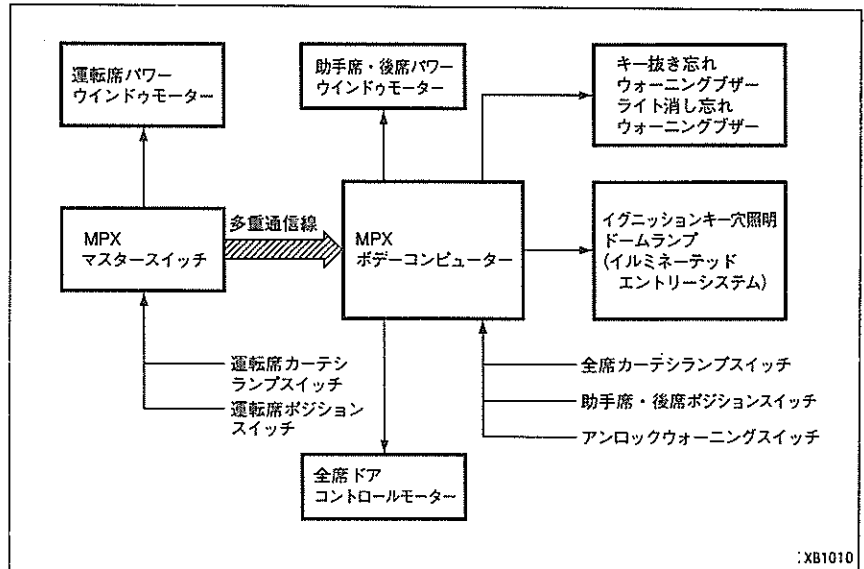 運転席パワー
ウインドゥモーター
助手席・後席パワー
ウインドゥモーター
キー抜き忘れ
ウォーニングブザー
ライト消し忘れ
ウォーニングブザー
MPX
マスタースイッチ
多重通信線
MPX
ボデーコンピューター
イグニッションキー穴照明
ドームランプ
(イルミネーテッド
エントリーシステム)
運転席カーテシ
ランプスイッチ
運転席ポジション
スイッチ
全席カーテシランプスイッチ
助手席・後席ポジションスイッチ
アンロックウォーニングスイッチ
全席ドア
コントロールモーター
XB1010